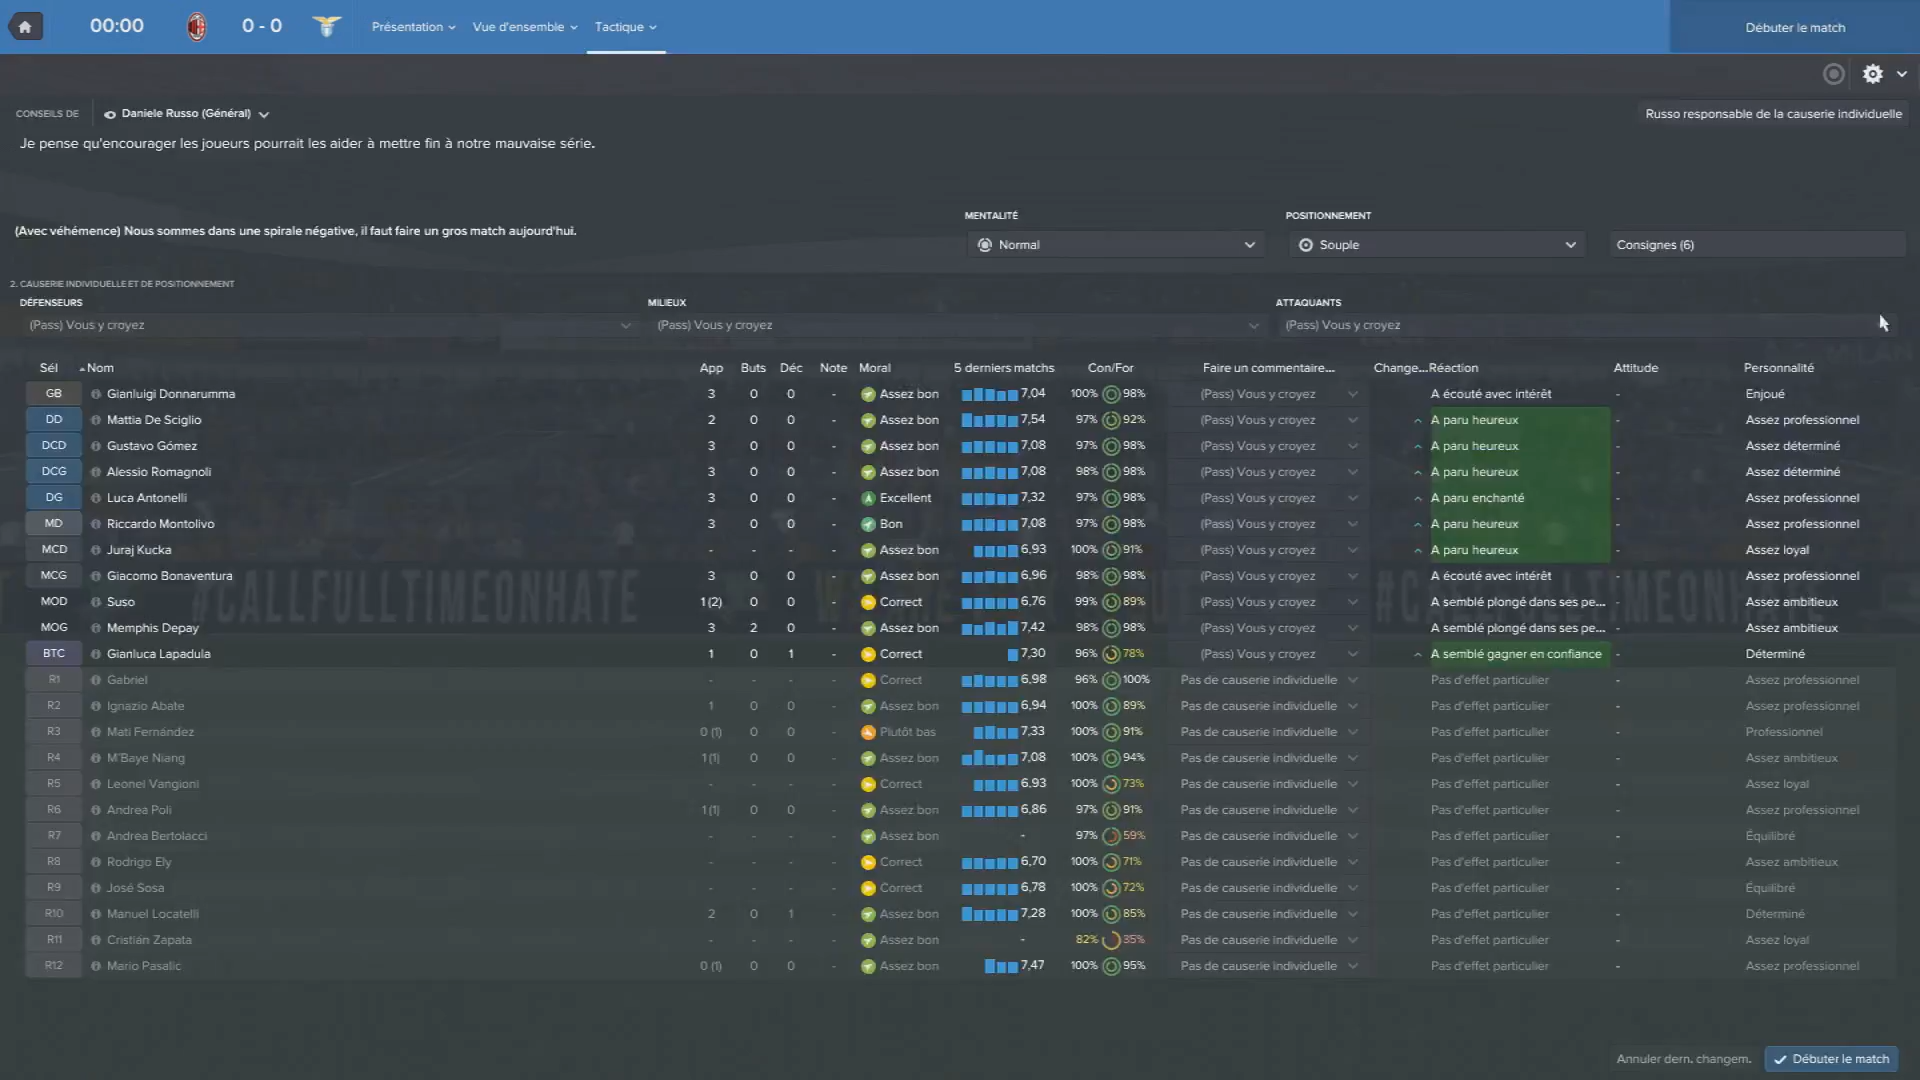 00:00 0 - 0 Présentation Vue d'ensemble Tactique Débuter le match
CONSEILS DE Daniele Russo (Général) Russo responsable de la causerie individuelle
Je pense qu'encourager les joueurs pourrait les aider à mettre fin à notre mauvaise série.
MENTALITÉ POSITIONNEMENT
(Avec véhémence) Nous sommes dans une spirale négative, il faut faire un gros match aujourd'hui.
Normal Souple Consignes (6)
2. CAUSERIE INDIVIDUELLE ET DE POSITIONNEMENT
DÉFENSEURS MILIEUX ATTAQUANTS
(Pass) Vous y croyez (Pass) Vous y croyez (Pass) Vous y croyez
Sél Nom App Buts Déc Note Moral 5 derniers matchs Con/For Faire un commentaire... Change... Réaction Attitude Personnalité
GB Gianluigi Donnarumma 3 0 0 - Assez bon 7,04 100% 98% (Pass) Vous y croyez A écouté avec intérêt - Enjoué
DD Mattia De Sciglio 2 0 0 - Assez bon 7,54 97% 92% (Pass) Vous y croyez A paru heureux - Assez professionnel
DCD Gustavo Gómez 3 0 0 - Assez bon 7,08 97% 98% (Pass) Vous y croyez A paru heureux - Assez déterminé
DCG Alessio Romagnoli 3 0 0 - Assez bon 7,08 98% 98% (Pass) Vous y croyez A paru heureux - Assez déterminé
DG Luca Antonelli 3 0 0 - Excellent 7,32 97% 98% (Pass) Vous y croyez A paru enchanté - Assez professionnel
MD Riccardo Montolivo 3 0 0 - Bon 7,08 97% 98% (Pass) Vous y croyez A paru heureux - Assez professionnel
MCD Juraj Kucka - - - - Assez bon 6,93 100% 91% (Pass) Vous y croyez A paru heureux - Assez loyal
MCG Giacomo Bonaventura 3 0 0 - Assez bon 6,96 98% 98% (Pass) Vous y croyez A écouté avec intérêt - Assez professionnel
MOD Suso 1 (2) 0 0 - Correct 6,76 99% 89% (Pass) Vous y croyez A semblé plongé dans ses pe... - Assez ambitieux
MOG Memphis Depay 3 2 0 - Assez bon 7,42 98% 98% (Pass) Vous y croyez A semblé plongé dans ses pe... - Assez ambitieux
BTC Gianluca Lapadula 1 0 1 - Correct 7,30 96% 78% (Pass) Vous y croyez A semblé gagner en confiance - Déterminé
R1 Gabriel - - - - Correct 6,98 96% 100% Pas de causerie individuelle Pas d'effet particulier - Assez professionnel
R2 Ignazio Abate 1 0 0 - Assez bon 6,94 100% 89% Pas de causerie individuelle Pas d'effet particulier - Assez professionnel
R3 Mati Fernández 0 (1) 0 0 - Plutôt bas 7,33 100% 91% Pas de causerie individuelle Pas d'effet particulier - Professionnel
R4 M'Baye Niang 1 (1) 0 0 - Assez bon 7,08 100% 94% Pas de causerie individuelle Pas d'effet particulier - Assez ambitieux
R5 Leonel Vangioni - - - - Correct 6,93 100% 73% Pas de causerie individuelle Pas d'effet particulier - Assez loyal
R6 Andrea Poli 1 (1) 0 0 - Assez bon 6,86 97% 91% Pas de causerie individuelle Pas d'effet particulier - Assez professionnel
R7 Andrea Bertolacci - - - - Assez bon - 97% 59% Pas de causerie individuelle Pas d'effet particulier - Équilibré
R8 Rodrigo Ely - - - - Correct 6,70 100% 71% Pas de causerie individuelle Pas d'effet particulier - Assez ambitieux
R9 José Sosa - - - - Correct 6,78 100% 72% Pas de causerie individuelle Pas d'effet particulier - Équilibré
R10 Manuel Locatelli 2 0 1 - Assez bon 7,28 100% 85% Pas de causerie individuelle Pas d'effet particulier - Déterminé
R11 Cristián Zapata - - - - Assez bon - 82% 35% Pas de causerie individuelle Pas d'effet particulier - Assez loyal
R12 Mario Pasalic 0 (1) 0 0 - Assez bon 7,47 100% 95% Pas de causerie individuelle Pas d'effet particulier - Assez professionnel
#CALLFULLTIMEONHATE #CALLFULLTIMEONHATE
Annuler dern. changem. Débuter le match